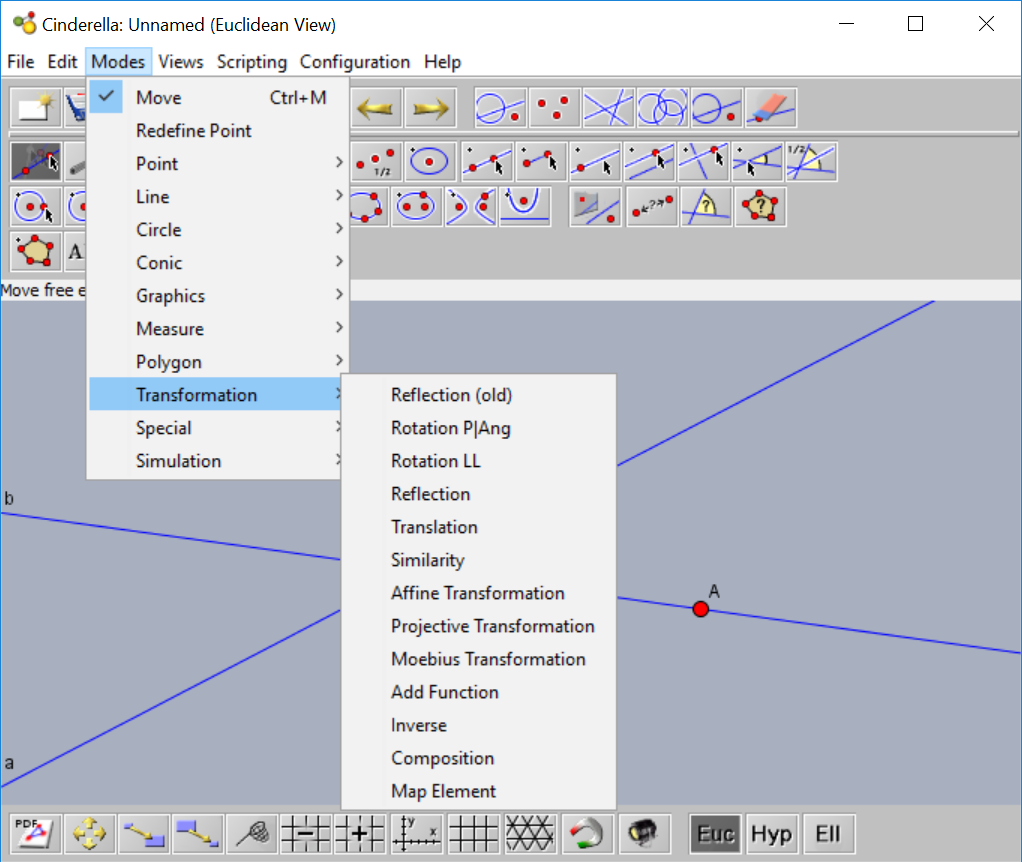 Cinderella: Unnamed (Euclidean View)
File Edit Modes Views Scripting Configuration Help
Move Ctrl+M
Redefine Point
Point
Line
Circle
Conic
Graphics
Measure
Polygon
Transformation
Special
Simulation
1/2
1/2
?
??
?
A
Move free e
Reflection (old)
Rotation P|Ang
Rotation LL
Reflection
Translation
Similarity
Affine Transformation
Projective Transformation
Moebius Transformation
Add Function
Inverse
Composition
Map Element
b
A
a
PDF
y
x
Euc Hyp Ell